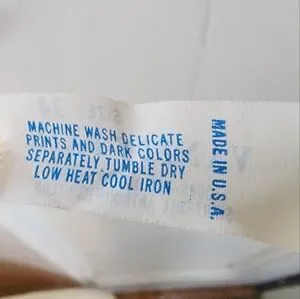 MACHINE WASH DELICATE
PRINTS AND DARK COLORS
SEPARATELY TUMBLE DRY
LOW HEAT COOL IRON
MADE IN U.S.A.